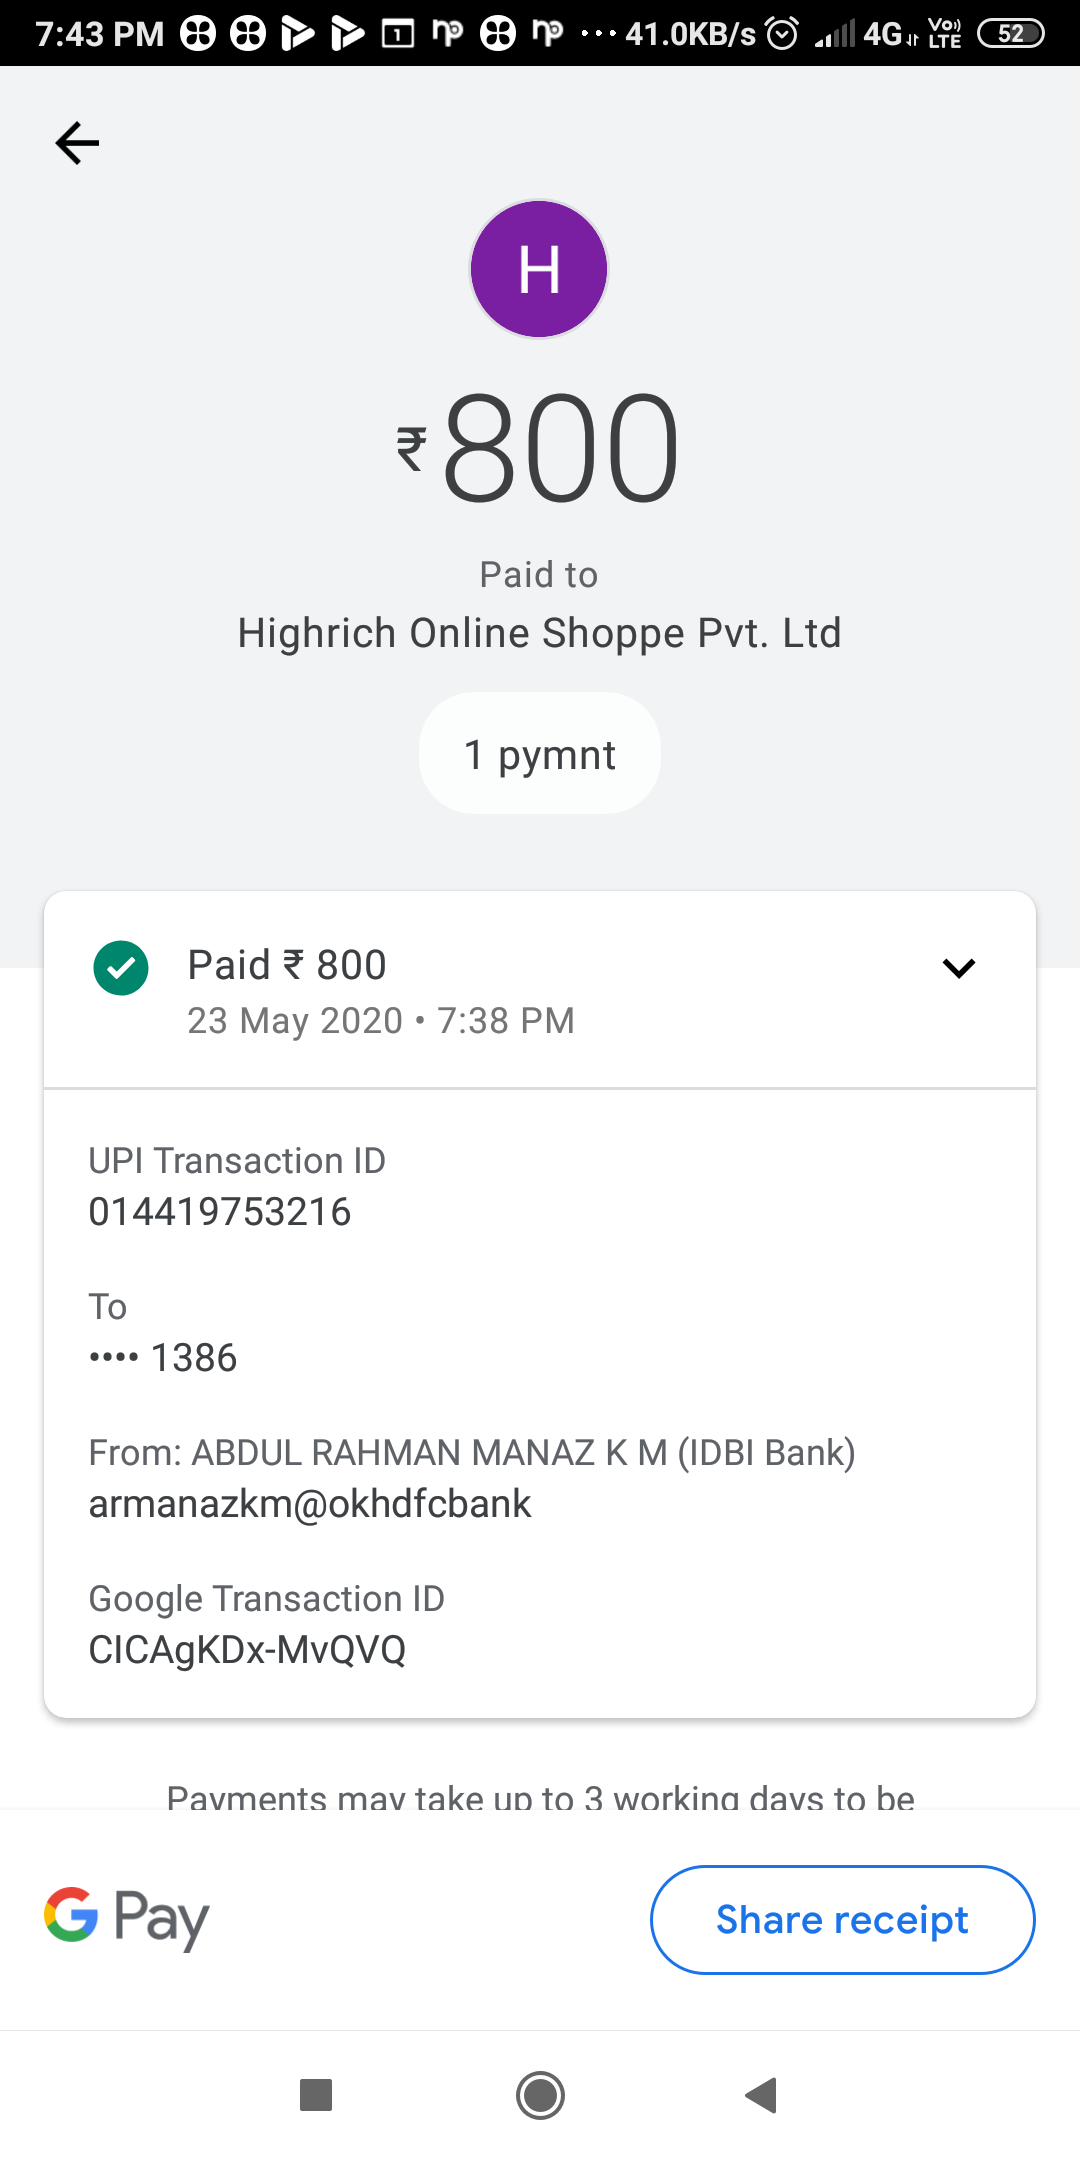 7:43 PM ... 41.0KB/s 4G Vo)) LTE 52
H
₹800
Paid to
Highrich Online Shoppe Pvt. Ltd
1 pymnt
Paid ₹ 800
23 May 2020 • 7:38 PM
UPI Transaction ID
014419753216
To
•••• 1386
From: ABDUL RAHMAN MANAZ K M (IDBI Bank)
armanazkm@okhdfcbank
Google Transaction ID
CICAgKDx-MvQVQ
Payments may take up to 3 working days to be
G Pay
Share receipt